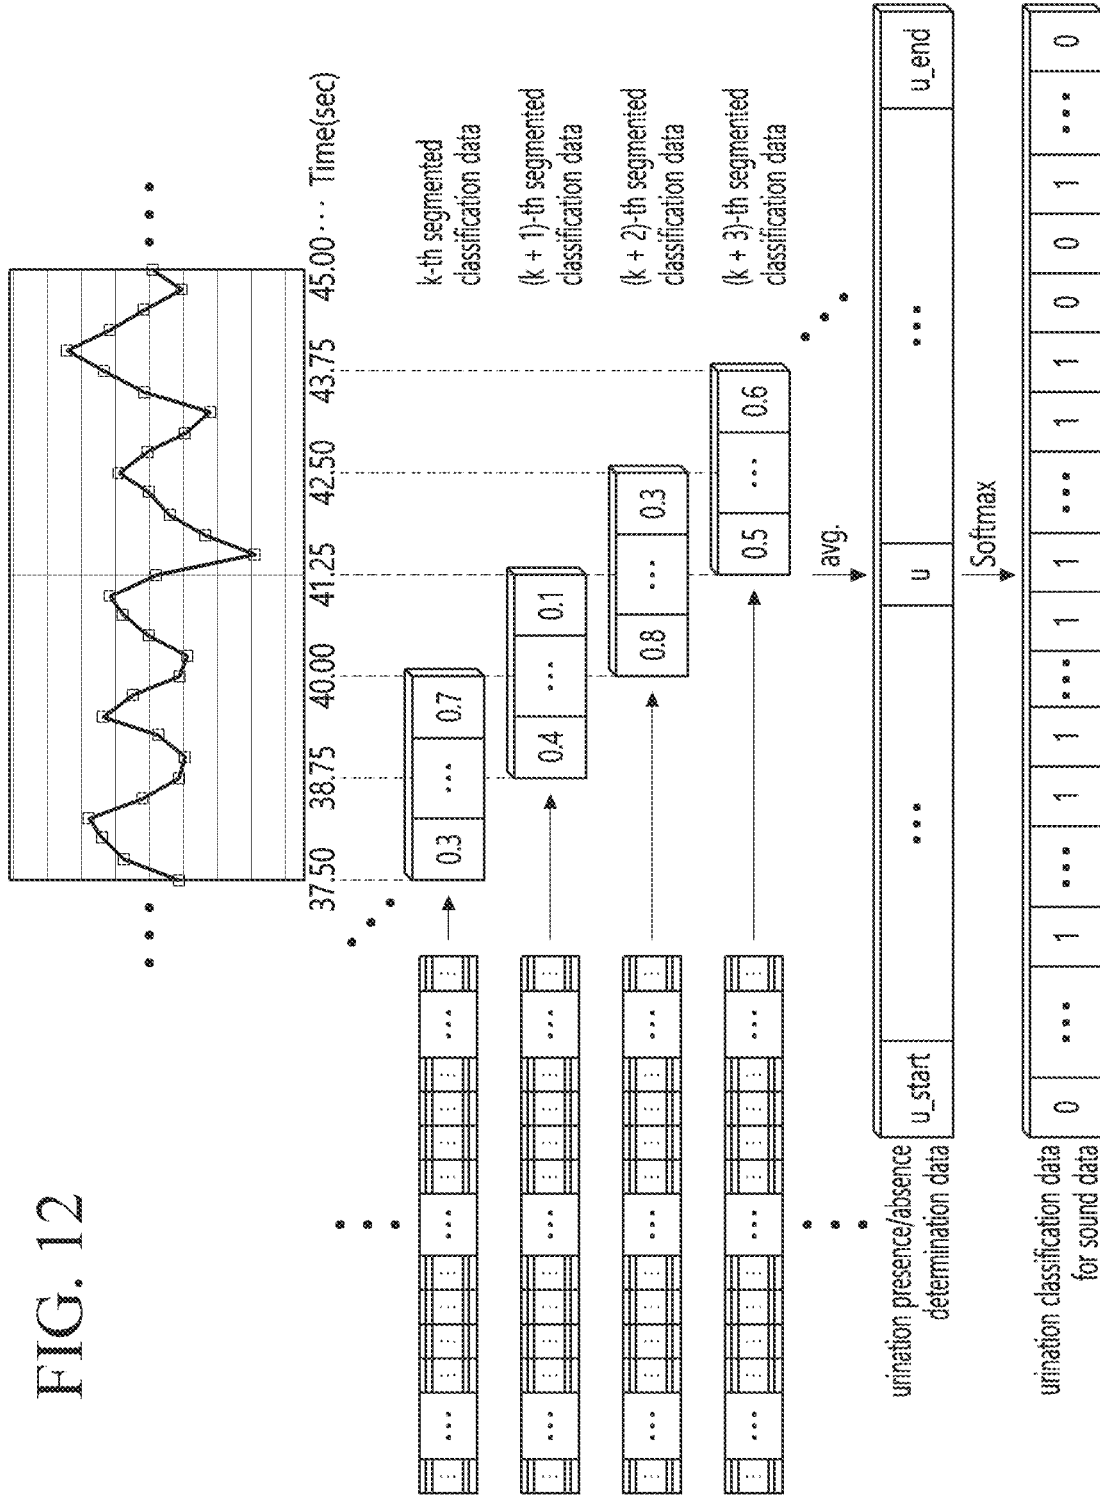 FIG. 12
37.50 38.75 40.00 41.25 42.50 43.75 45.00 ··· Time(sec)
0.3 ··· 0.7
k-th segmented
classification data
0.4 ··· 0.1
(k + 1)-th segmented
classification data
0.8 ··· 0.3
(k + 2)-th segmented
classification data
0.5 ··· 0.6
(k + 3)-th segmented
classification data
avg.
urination presence/absence
determination data
u_start ··· u ··· u_end
Softmax
urination classification data
for sound data
0 ··· 1 ··· 1 1 ··· 1 1 ··· 1 1 0 0 1 ··· 0